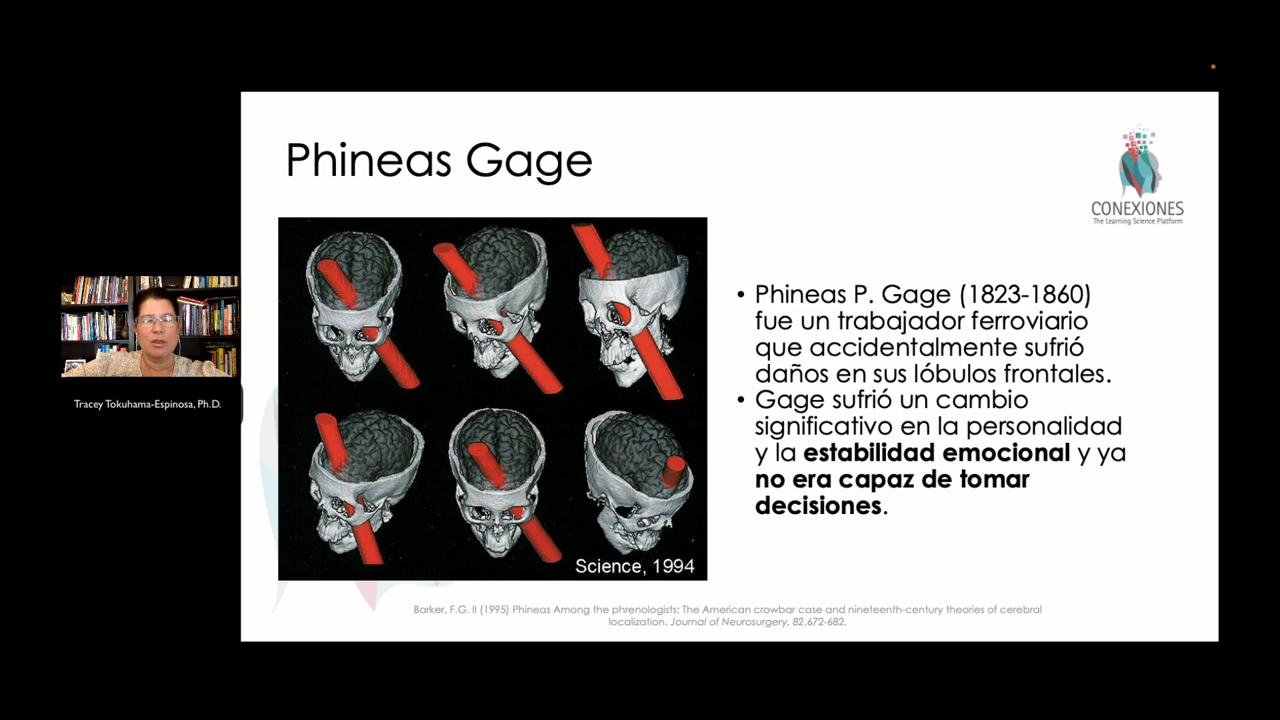 Phineas Gage
CONEXIONES
The Learning Science Platform
• Phineas P. Gage (1823-1860)
fue un trabajador ferroviario
que accidentalmente sufrió
daños en sus lóbulos frontales.
• Gage sufrió un cambio
significativo en la personalidad
y la estabilidad emocional y ya
no era capaz de tomar
decisiones.
Science, 1994
Tracey Tokuhama-Espinosa, Ph.D.
Barker, F.G. II (1995) Phineas Among the phrenologists: The American crowbar case and nineteenth-century theories of cerebral
localization. Journal of Neurosurgery, 82,672-682.